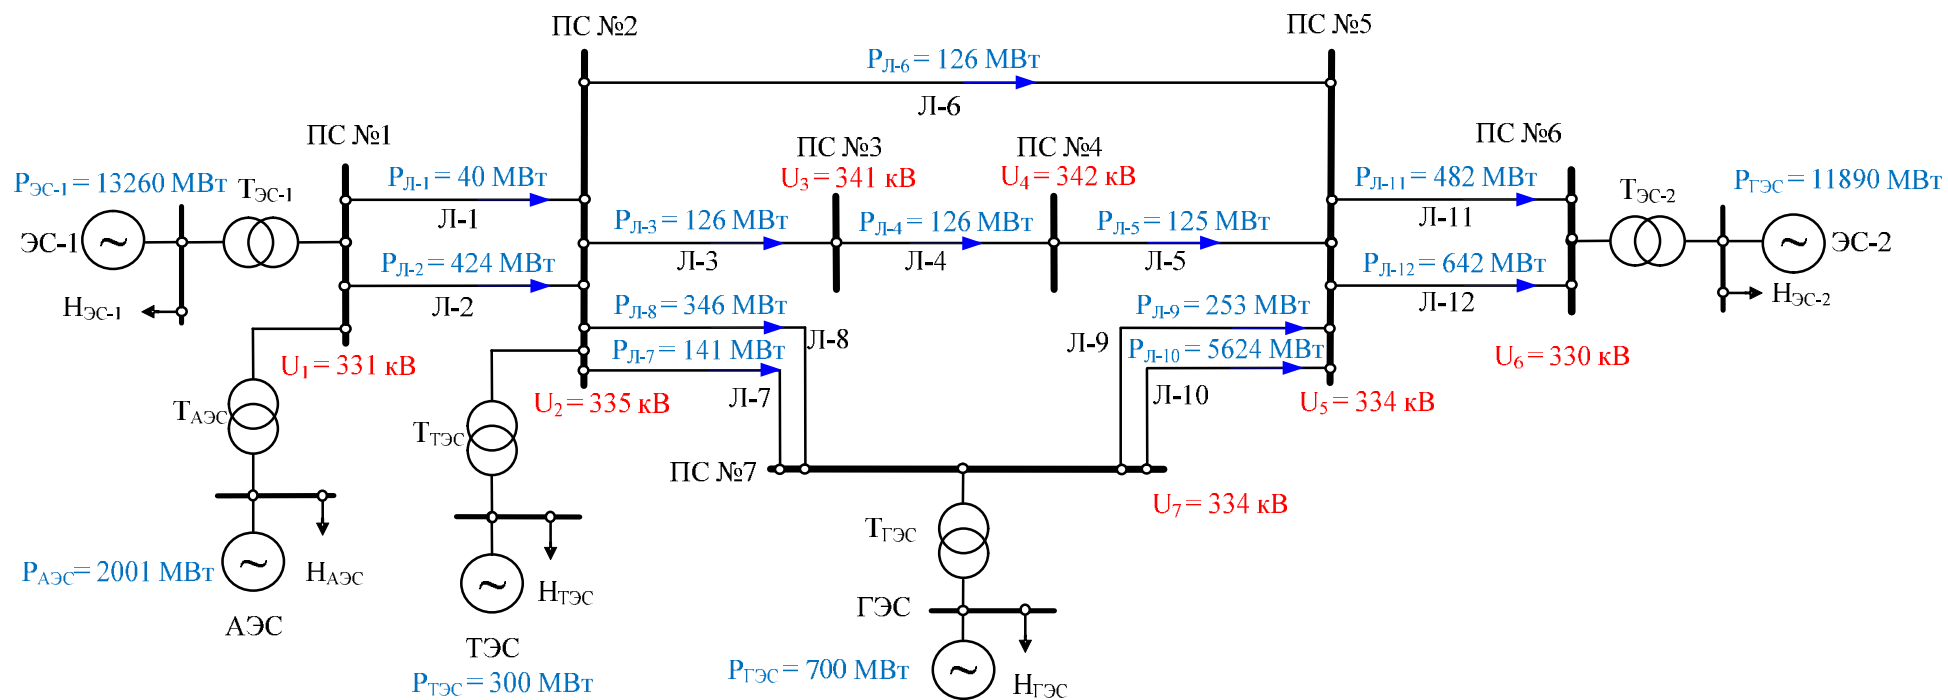 ПС №2
ПС №5
P Л-6 = 126 МВт
Л-6
ПС №1
ПС №3
ПС №4
ПС №6
U3 = 341 кВ
U4 = 342 кВ
PЭС-1 = 13260 МВт
TЭС-1
PЛ-1 = 40 МВт
Л-1
PЛ-11 = 482 МВт
Л-11
TЭС-2
PГЭС = 11890 МВт
ЭС-1
PЛ-3 = 126 МВт
Л-3
PЛ-4 = 126 МВт
Л-4
PЛ-5 = 125 МВт
Л-5
ЭС-2
PЛ-2 = 424 МВт
Л-2
PЛ-12 = 642 МВт
Л-12
НЭС-1
НЭС-2
PЛ-8 = 346 МВт
Л-8
PЛ-9 = 253 МВт
Л-9
PЛ-7 = 141 МВт
Л-7
PЛ-10 = 5624 МВт
Л-10
U1 = 331 кВ
U2 = 335 кВ
U5 = 334 кВ
U6 = 330 кВ
TАЭС
TТЭС
ПС №7
U7 = 334 кВ
TГЭС
PАЭС = 2001 МВт
НАЭС
АЭС
НТЭС
ТЭС
PТЭС = 300 МВт
ГЭС
PГЭС = 700 МВт
НГЭС